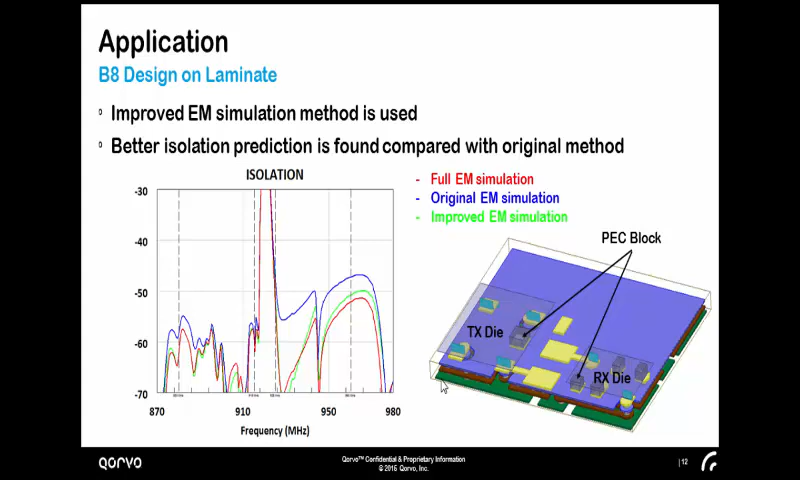 Application
B8 Design on Laminate
° Improved EM simulation method is used
° Better isolation prediction is found compared with original method
ISOLATION
-30
-40
-50
-60
-70
870
910
950
980
Frequency (MHz)
- Full EM simulation
- Original EM simulation
- Improved EM simulation
PEC Block
TX Die
RX Die
QORVO
Qorvo™ Confidential & Proprietary Information
© 2016 Qorvo, Inc.
| 12